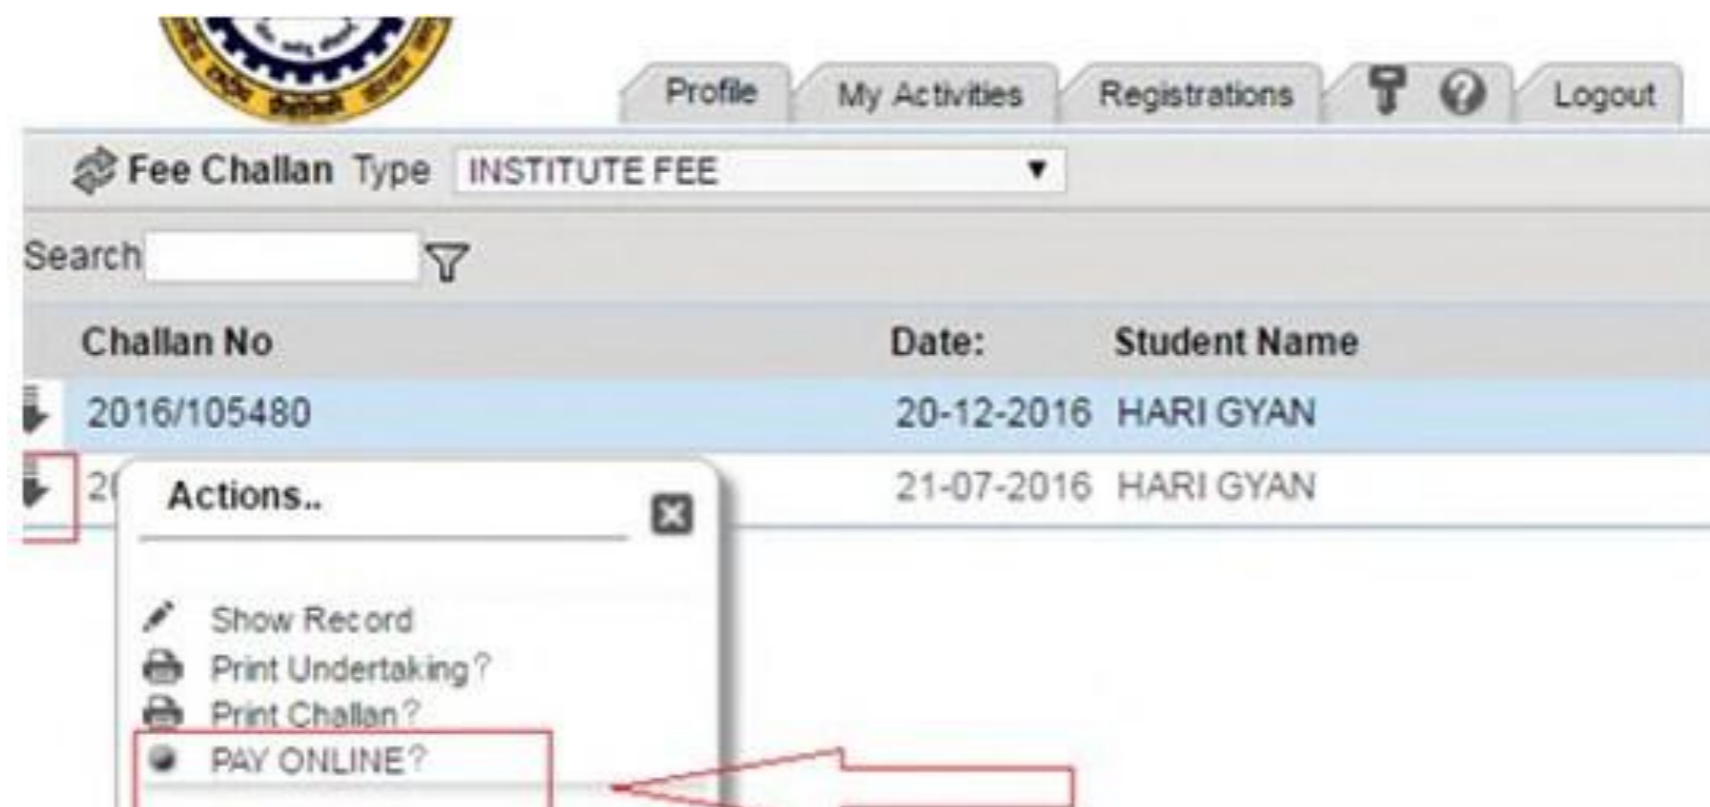 Profile My Activities Registrations Logout
Fee Challan Type INSTITUTE FEE
Search
Challan No Date: Student Name
2016/105480 20-12-2016 HARI GYAN
21-07-2016 HARI GYAN
Actions..
Show Record
Print Undertaking?
Print Challan?
PAY ONLINE?